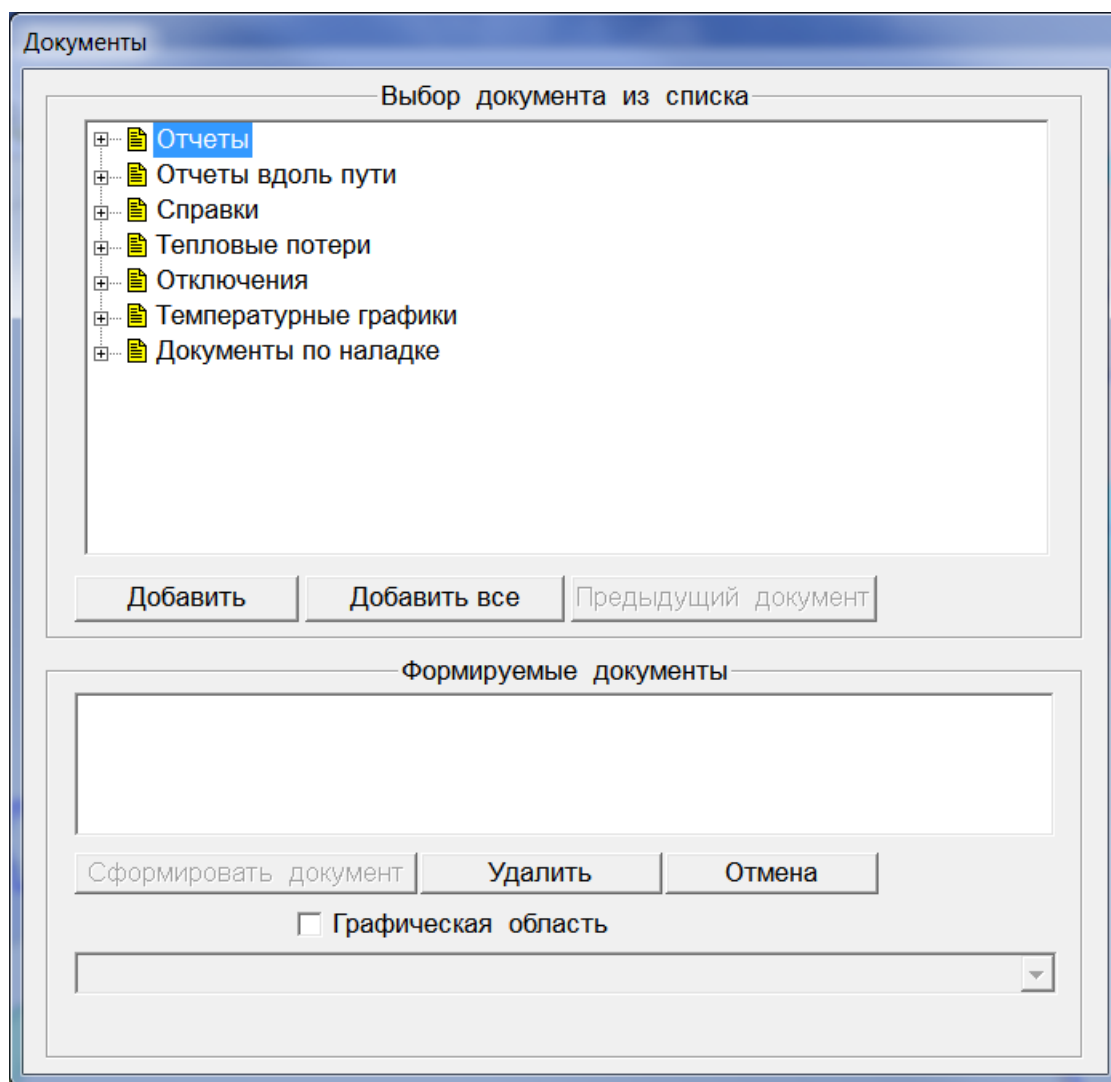 Документы
Выбор документа из списка
Отчеты
Отчеты вдоль пути
Справки
Тепловые потери
Отключения
Температурные графики
Документы по наладке
Добавить Добавить все Предыдущий документ
Формируемые документы
Сформировать документ Удалить Отмена
Графическая область